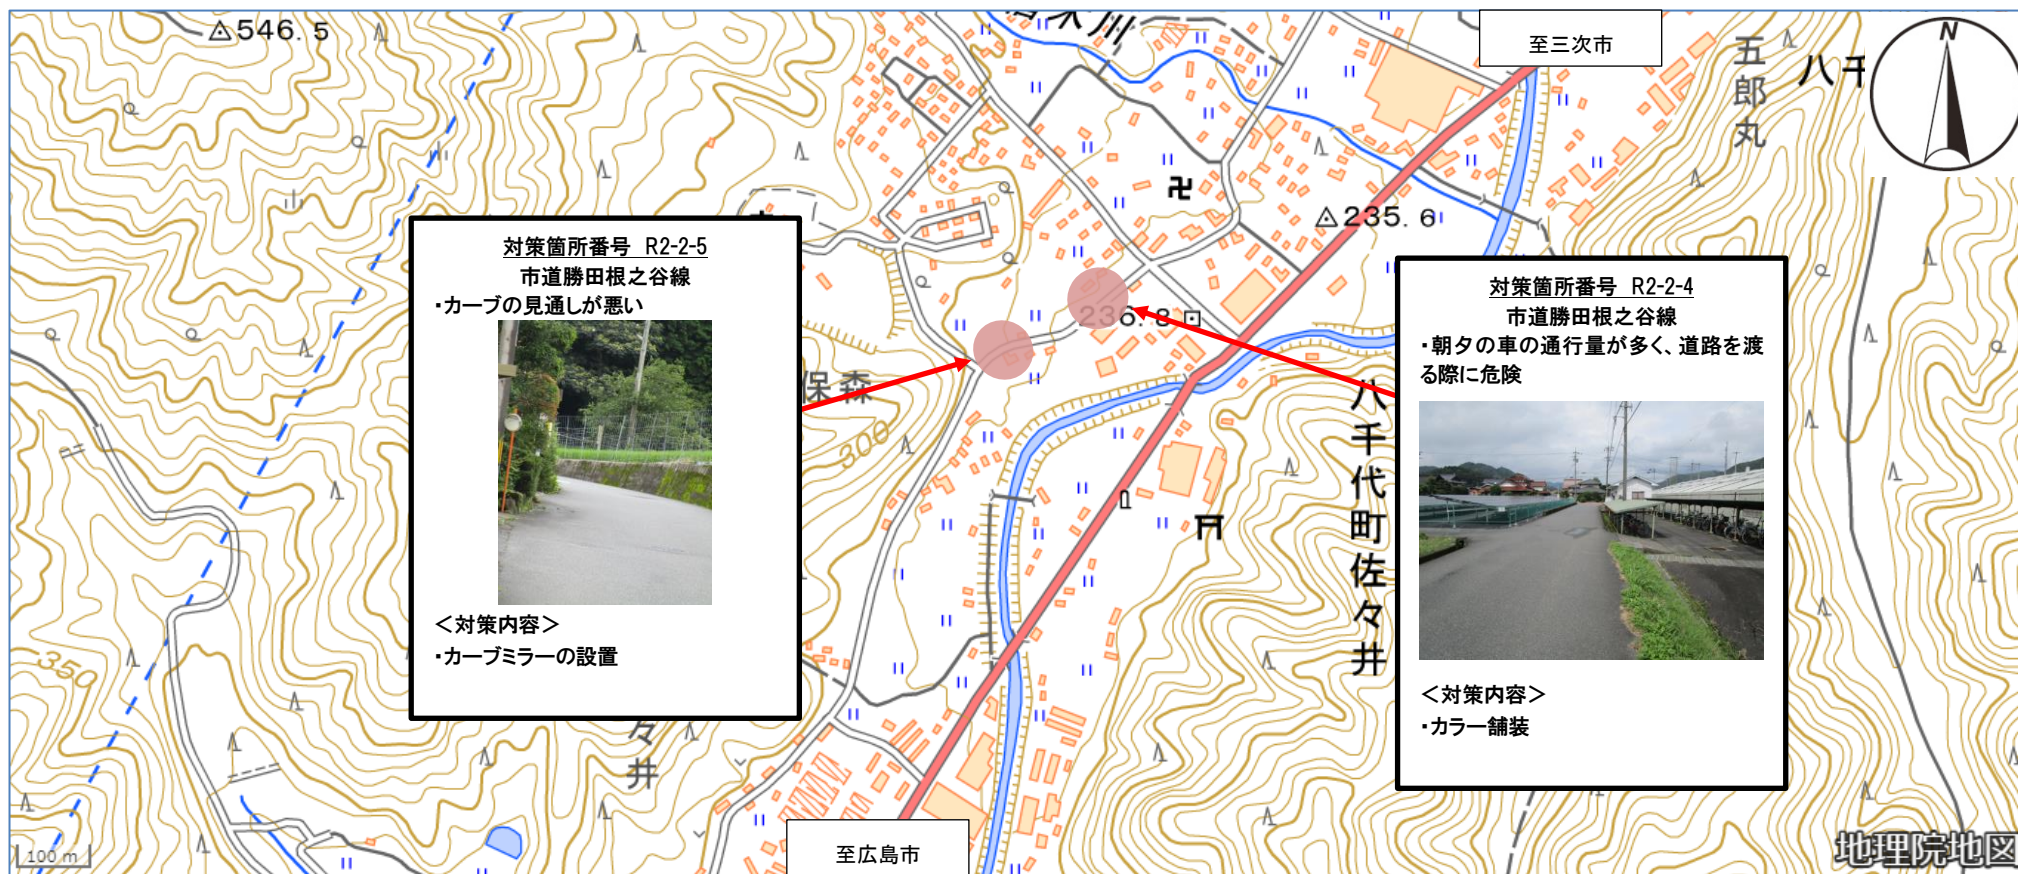 546.5
至三次市
N
五郎丸
八千
235.6
対策箇所番号 R2-2-5
市道勝田根之谷線
・カーブの見通しが悪い
＜対策内容＞
・カーブミラーの設置
対策箇所番号 R2-2-4
市道勝田根之谷線
・朝夕の車の通行量が多く、道路を渡
る際に危険
＜対策内容＞
・カラー舗装
236.8
保森
300
八千代町佐々井
350
々井
100 m
至広島市
地理院地図